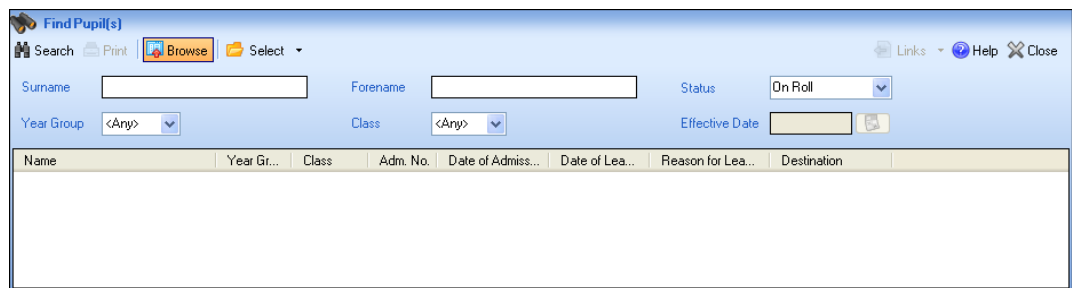 Find Pupil(s)
Search Print Browse Select Links Help Close
Surname Forename Status On Roll
Year Group <Any> Class <Any> Effective Date
Name Year Gr... Class Adm. No. Date of Admiss... Date of Lea... Reason for Lea... Destination